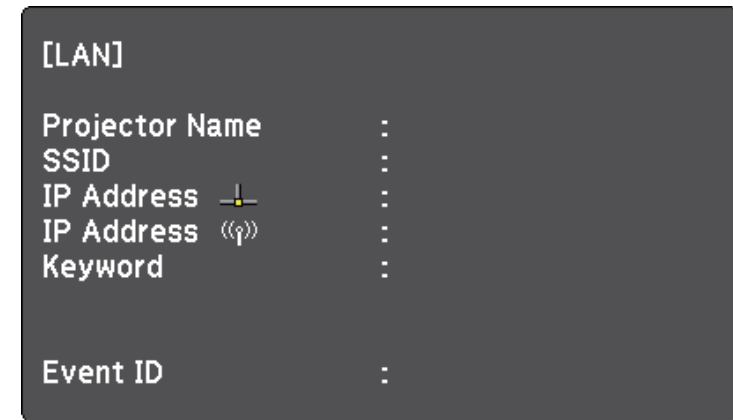 [LAN]
Projector Name :
SSID :
IP Address :
IP Address :
Keyword :
Event ID :